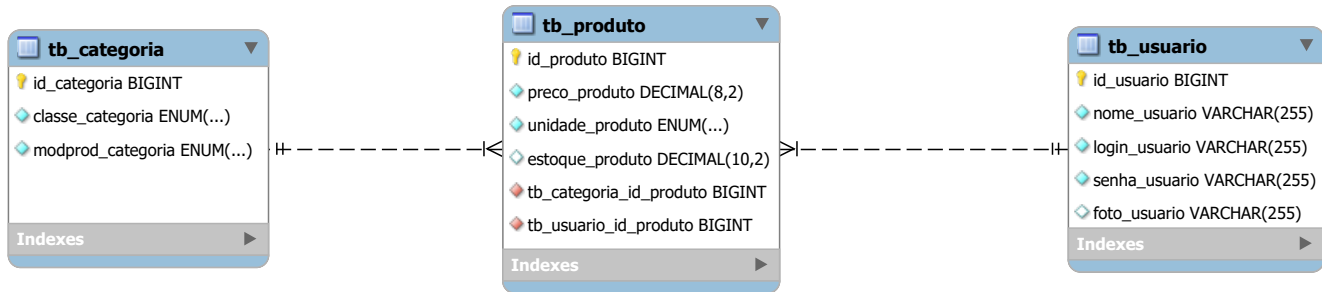 tb_categoria
id_categoria BIGINT
classe_categoria ENUM(...)
modprod_categoria ENUM(...)
Indexes
tb_produto
id_produto BIGINT
preco_produto DECIMAL(8,2)
unidade_produto ENUM(...)
estoque_produto DECIMAL(10,2)
tb_categoria_id_produto BIGINT
tb_usuario_id_produto BIGINT
Indexes
tb_usuario
id_usuario BIGINT
nome_usuario VARCHAR(255)
login_usuario VARCHAR(255)
senha_usuario VARCHAR(255)
foto_usuario VARCHAR(255)
Indexes